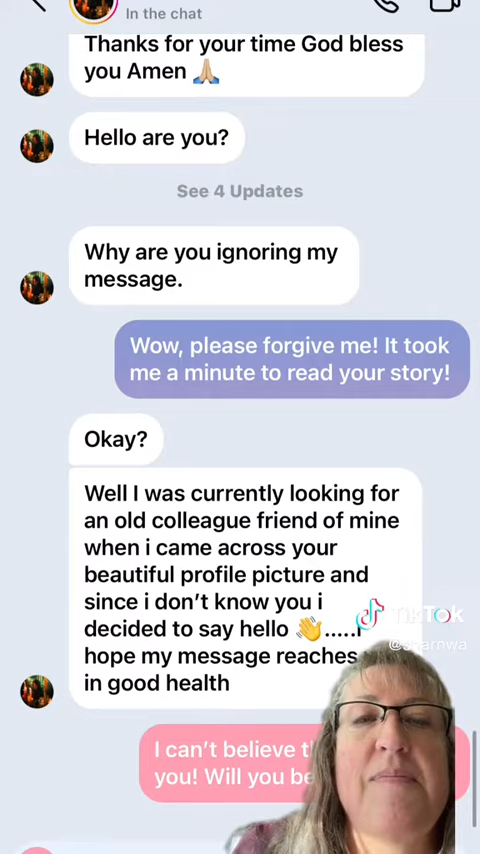 In the chat
Thanks for your time God bless
you Amen 🙏🏼
Hello are you?
See 4 Updates
Why are you ignoring my
message.
Wow, please forgive me! It took
me a minute to read your story!
Okay?
Well I was currently looking for
an old colleague friend of mine
when i came across your
beautiful profile picture and
since i don't know you i
decided to say hello 👋.....I
hope my message reaches
in good health
TikTok
I can't believe
you! Will you